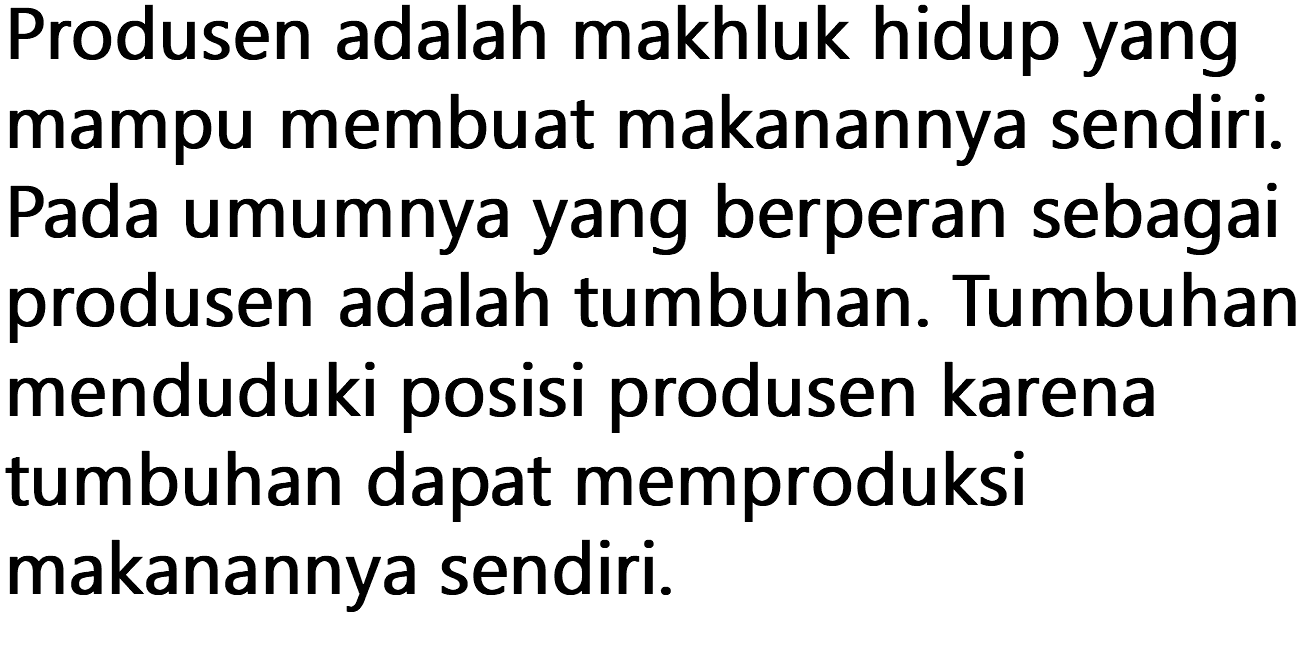 Produsen adalah makhluk hidup yang
mampu membuat makanannya sendiri.
Pada umumnya yang berperan sebagai
produsen adalah tumbuhan. Tumbuhan
menduduki posisi produsen karena
tumbuhan dapat memproduksi
makanannya sendiri.